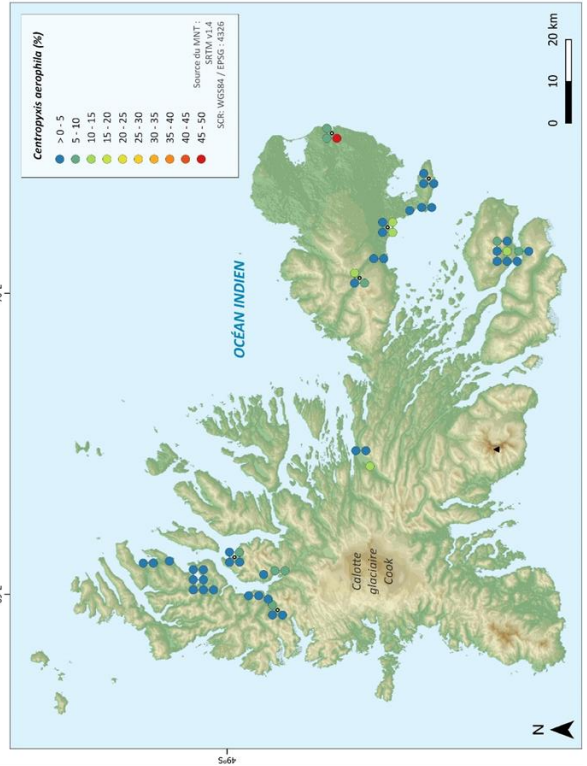 Centropyxis aerophila (%)
> 0 - 5
5 - 10
10 - 15
15 - 20
20 - 25
25 - 30
30 - 35
35 - 40
40 - 45
45 - 50
Source du MNT :
SRTM v1.4
SCR: WGS84 / EPSG : 4326
OCÉAN INDIEN
Calotte
glaciaire
Cook
0 10 20 km
N
49°S